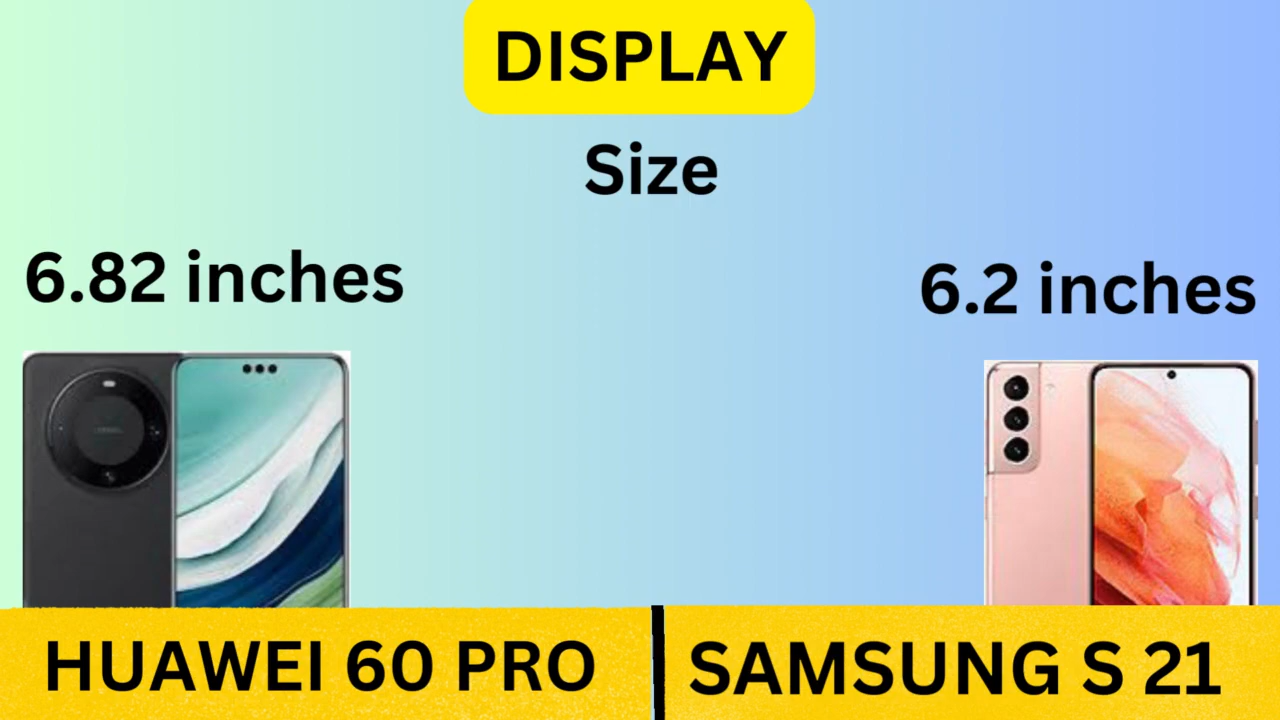 DISPLAY
Size
6.82 inches
6.2 inches
HUAWEI 60 PRO
SAMSUNG S 21